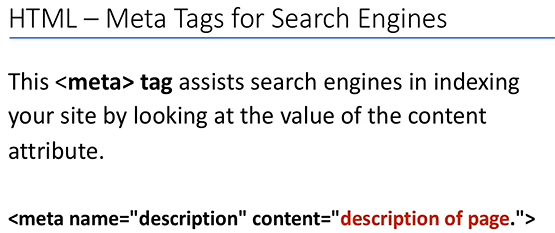 HTML – Meta Tags for Search Engines
This <meta> tag assists search engines in indexing
your site by looking at the value of the content
attribute.
<meta name="description" content="description of page.">